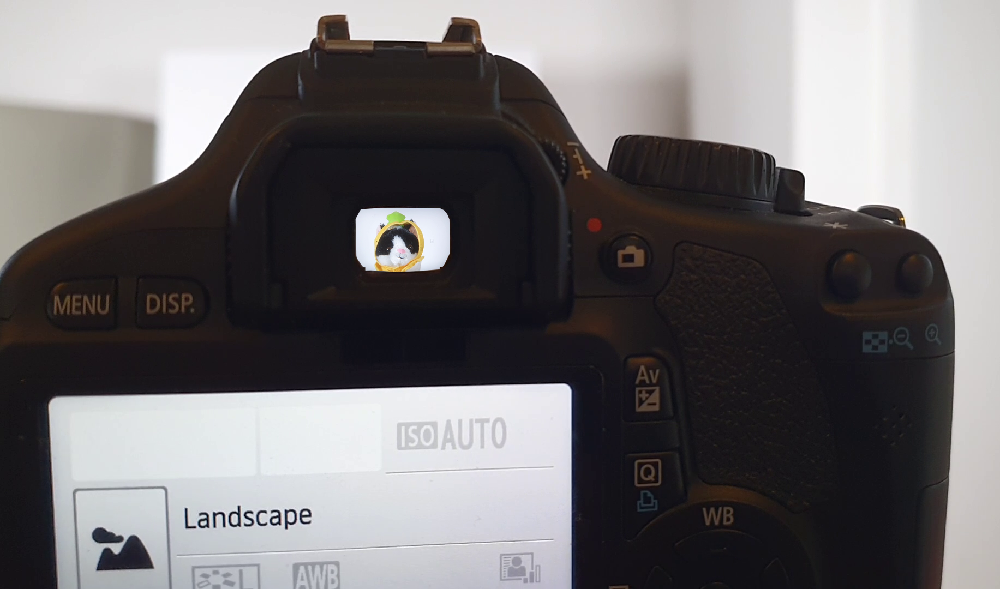 MENU
DISP.
Av
Q
WB
ISO AUTO
Landscape
AWB